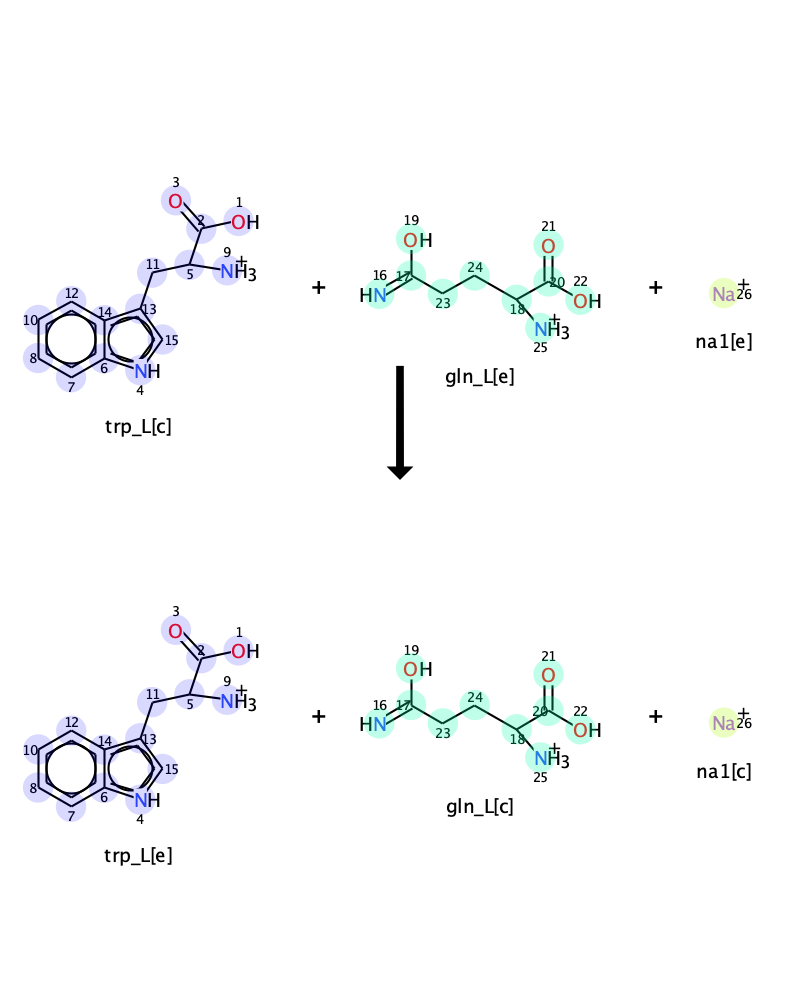 3
O
2
1
OH
9
NH3
+
11
5
12
10
14
13
15
8
6
7
NH
4
trp_L[c]
+
19
OH
16
HN
17
23
24
21
O
20
22
OH
18
NH3
+
25
gln_L[e]
+
Na
+
26
na1[e]
3
O
2
1
OH
9
NH3
+
11
5
12
10
14
13
15
8
6
7
NH
4
trp_L[e]
+
19
OH
16
HN
17
23
24
21
O
20
22
OH
18
NH3
+
25
gln_L[c]
+
Na
+
26
na1[c]